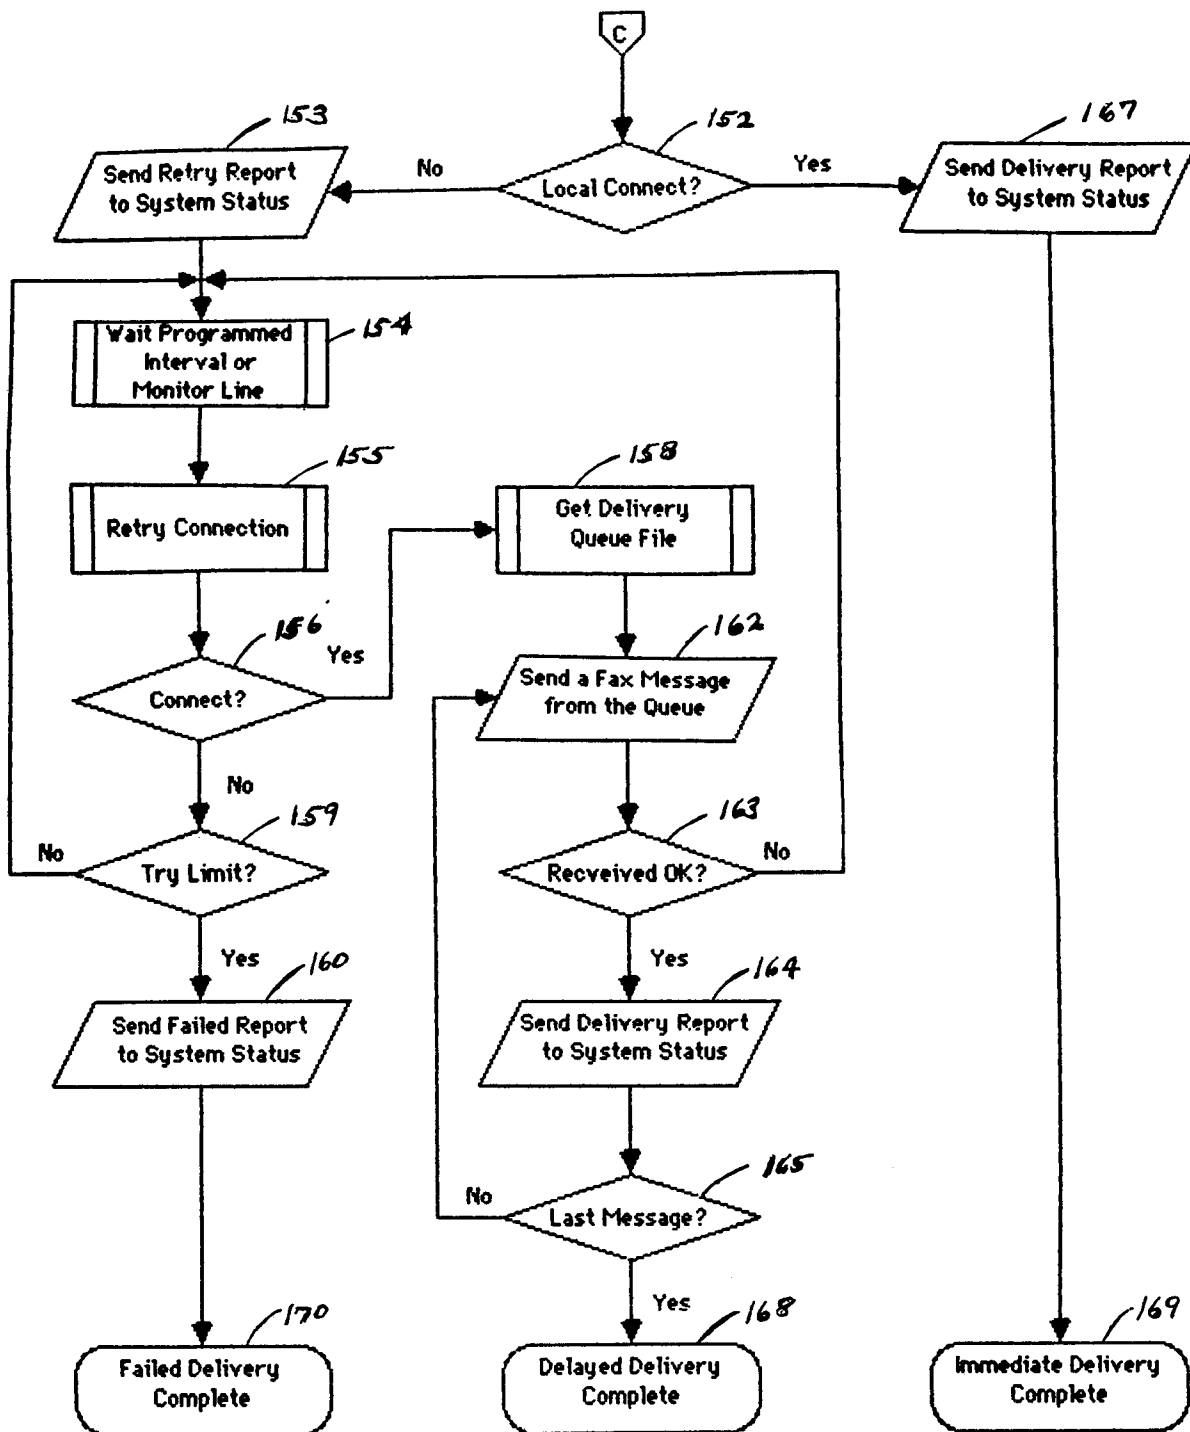 C
153
152
167
Send Retry Report
to System Status
No
Local Connect?
Yes
Send Delivery Report
to System Status
Wait Programmed
Interval or
Monitor Line
154
155
Retry Connection
158
Get Delivery
Queue File
156
Yes
Connect?
No
162
Send a Fax Message
from the Queue
159
No
Try Limit?
Yes
163
Recveived OK?
No
Yes
160
Send Failed Report
to System Status
164
Send Delivery Report
to System Status
165
No
Last Message?
Yes
170
Failed Delivery
Complete
168
Delayed Delivery
Complete
169
Immediate Delivery
Complete